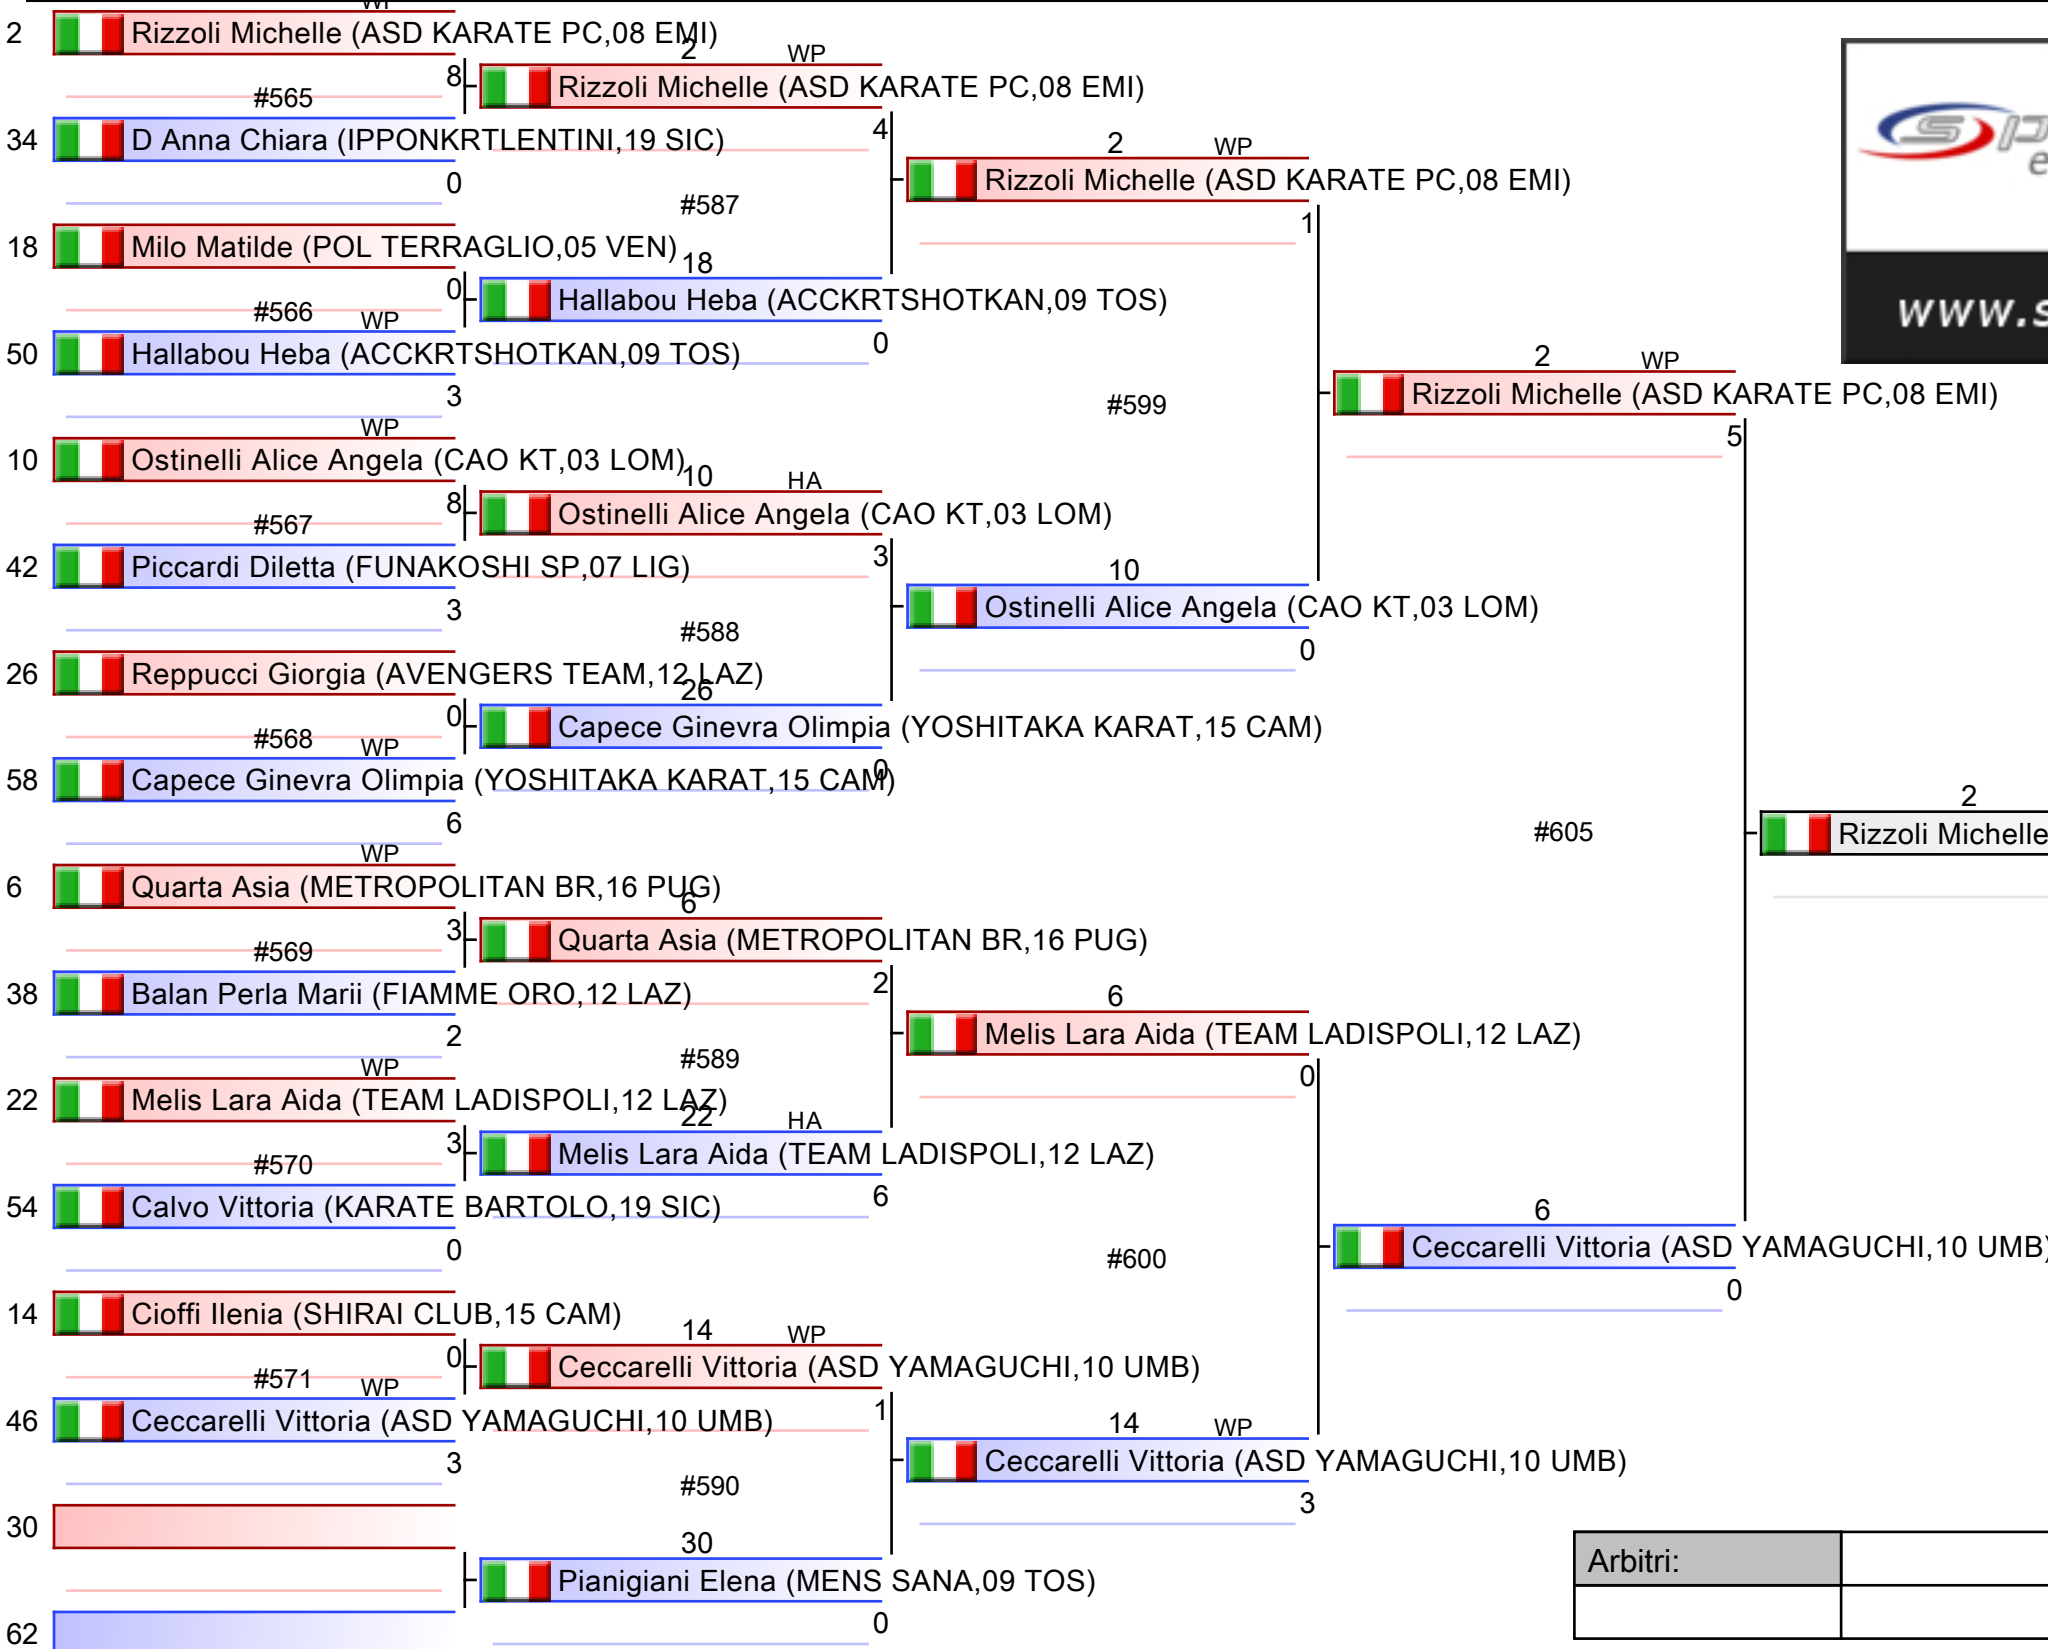 WP
2 Rizzoli Michelle (ASD KARATE PC,08 EMI)
8
#565
34 D Anna Chiara (IPPONKRTLENTINI,19 SIC)
0
18 Milo Matilde (POL TERRAGLIO,05 VEN)
0
#566 WP
50 Hallabou Heba (ACCKRTSHOTKAN,09 TOS)
3
WP
10 Ostinelli Alice Angela (CAO KT,03 LOM)
8
#567
42 Piccardi Diletta (FUNAKOSHI SP,07 LIG)
3
26 Reppucci Giorgia (AVENGERS TEAM,12 LAZ)
0
#568 WP
58 Capece Ginevra Olimpia (YOSHITAKA KARAT,15 CAM)
6
WP
6 Quarta Asia (METROPOLITAN BR,16 PUG)
3
#569
38 Balan Perla Marii (FIAMME ORO,12 LAZ)
2
WP
22 Melis Lara Aida (TEAM LADISPOLI,12 LAZ)
3
#570
54 Calvo Vittoria (KARATE BARTOLO,19 SIC)
0
14 Cioffi Ilenia (SHIRAI CLUB,15 CAM)
0
#571 WP
46 Ceccarelli Vittoria (ASD YAMAGUCHI,10 UMB)
3
30
62
2 WP
Rizzoli Michelle (ASD KARATE PC,08 EMI)
4
#587
18
Hallabou Heba (ACCKRTSHOTKAN,09 TOS)
0
10 HA
Ostinelli Alice Angela (CAO KT,03 LOM)
3
#588
26
Capece Ginevra Olimpia (YOSHITAKA KARAT,15 CAM)
0
6
Quarta Asia (METROPOLITAN BR,16 PUG)
2
#589
22 HA
Melis Lara Aida (TEAM LADISPOLI,12 LAZ)
6
14 WP
Ceccarelli Vittoria (ASD YAMAGUCHI,10 UMB)
1
#590
30
Pianigiani Elena (MENS SANA,09 TOS)
0
2 WP
Rizzoli Michelle (ASD KARATE PC,08 EMI)
1
#599
10
Ostinelli Alice Angela (CAO KT,03 LOM)
0
6
Melis Lara Aida (TEAM LADISPOLI,12 LAZ)
0
#600
14 WP
Ceccarelli Vittoria (ASD YAMAGUCHI,10 UMB)
3
2 WP
Rizzoli Michelle (ASD KARATE PC,08 EMI)
5
#605
6
Ceccarelli Vittoria (ASD YAMAGUCHI,10 UMB)
0
2
Rizzoli Michelle
www.s
Arbitri: